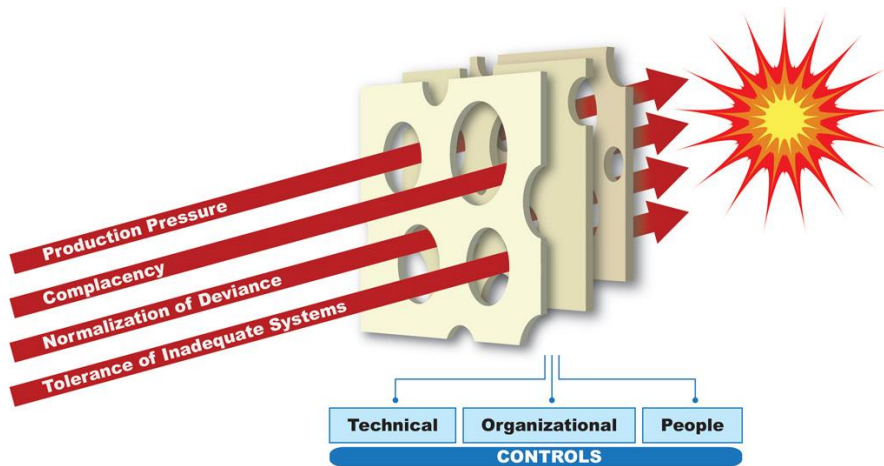 Production Pressure
Complacency
Normalization of Deviance
Tolerance of Inadequate Systems
Technical
Organizational
People
CONTROLS